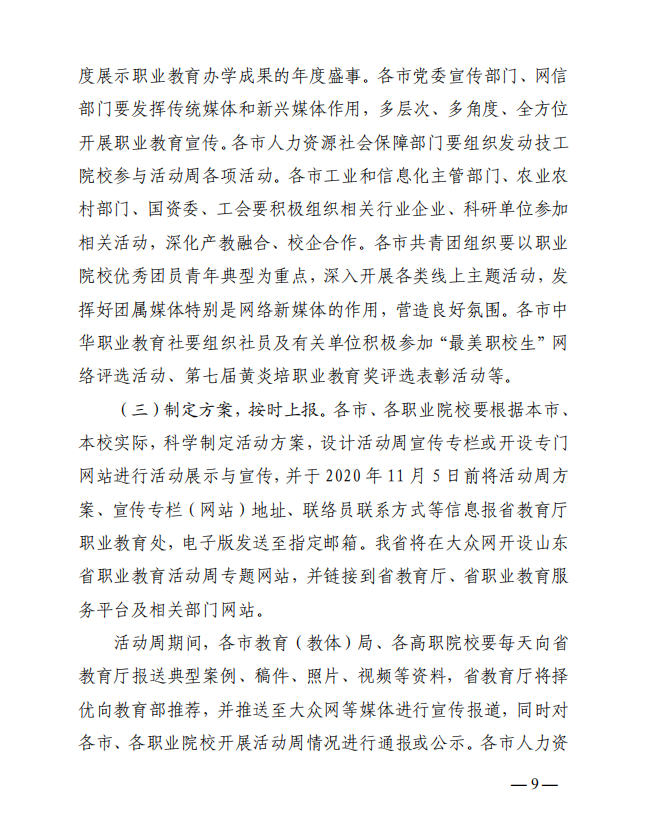 度展示职业教育办学成果的年度盛事。各市党委宣传部门、网信
部门要发挥传统媒体和新兴媒体作用，多层次、多角度、全方位
开展职业教育宣传。各市人力资源社会保障部门要组织发动技工
院校参与活动周各项活动。各市工业和信息化主管部门、农业农
村部门、国资委、工会要积极组织相关行业企业、科研单位参加
相关活动，深化产教融合、校企合作。各市共青团组织要以职业
院校优秀团员青年典型为重点，深入开展各类线上主题活动，发
挥好团属媒体特别是网络新媒体的作用，营造良好氛围。各市中
华职业教育社要组织社员及有关单位积极参加“最美职校生”网
络评选活动、第七届黄炎培职业教育奖评选表彰活动等。
（三）制定方案，按时上报。各市、各职业院校要根据本市、
本校实际，科学制定活动方案，设计活动周宣传专栏或开设专门
网站进行活动展示与宣传，并于 2020 年 11 月 5 日前将活动周方
案、宣传专栏（网站）地址、联络员联系方式等信息报省教育厅
职业教育处，电子版发送至指定邮箱。我省将在大众网开设山东
省职业教育活动周专题网站，并链接到省教育厅、省职业教育服
务平台及相关部门网站。
活动周期间，各市教育（教体）局、各高职院校要每天向省
教育厅报送典型案例、稿件、照片、视频等资料，省教育厅将择
优向教育部推荐，并推送至大众网等媒体进行宣传报道，同时对
各市、各职业院校开展活动周情况进行通报或公示。各市人力资
— 9 —